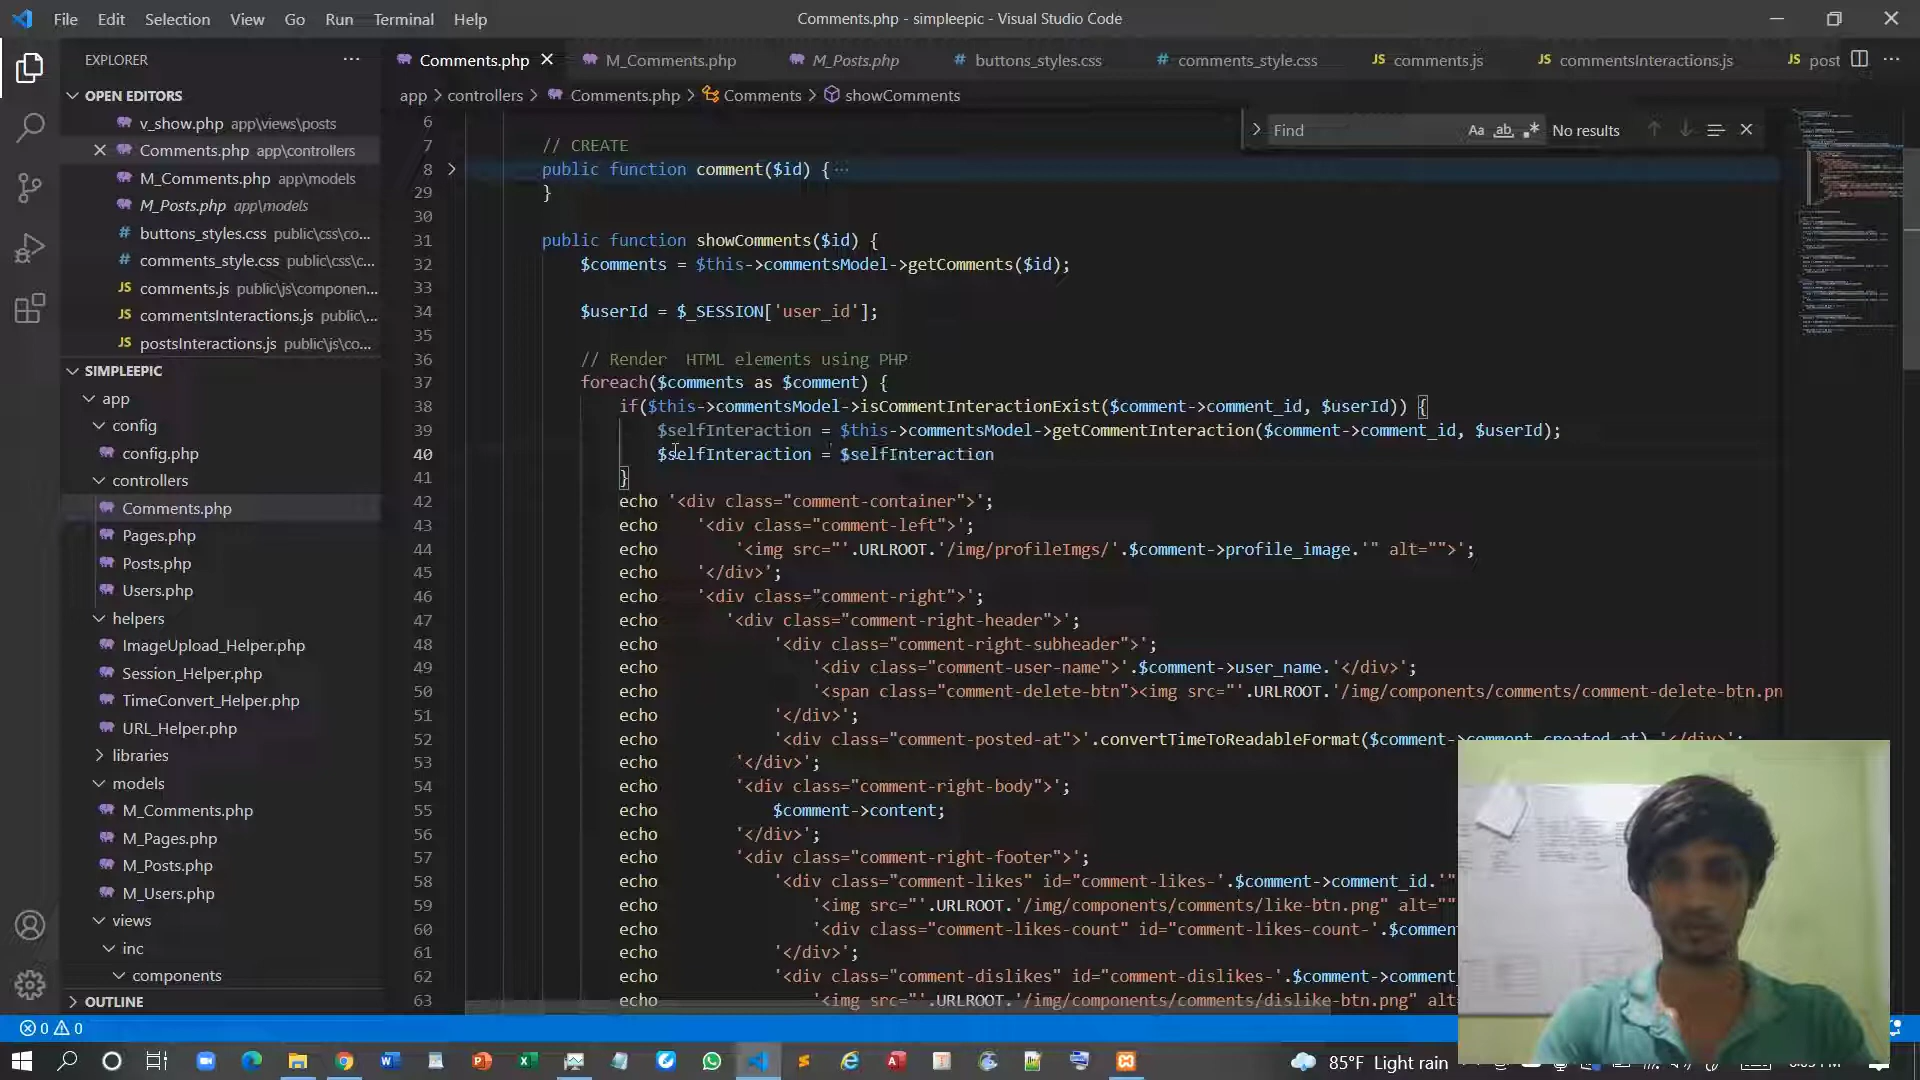 File Edit Selection View Go Run Terminal Help
Comments.php - simpleepic - Visual Studio Code
EXPLORER
Comments.php M_Comments.php M_Posts.php # buttons_styles.css # comments_style.css JS comments.js JS commentsInteractions.js JS post
OPEN EDITORS
v_show.php app\views\posts
Comments.php app\controllers
M_Comments.php app\models
M_Posts.php app\models
# buttons_styles.css public\css\co...
# comments_style.css public\css\c...
JS comments.js public\js\componen...
JS commentsInteractions.js public\...
JS postsInteractions.js public\js\co...
SIMPLEEPIC
app
config
config.php
controllers
Comments.php
Pages.php
Posts.php
Users.php
helpers
ImageUpload_Helper.php
Session_Helper.php
TimeConvert_Helper.php
URL_Helper.php
libraries
models
M_Comments.php
M_Pages.php
M_Posts.php
M_Users.php
views
inc
components
OUTLINE
app > controllers > Comments.php > Comments > showComments
Find Aa ab No results
6
7 // CREATE
8 public function comment($id) { ...
29 }
30
31 public function showComments($id) {
32 $comments = $this->commentsModel->getComments($id);
33
34 $userId = $_SESSION['user_id'];
35
36 // Render  HTML elements using PHP
37 foreach($comments as $comment) {
38 if($this->commentsModel->isCommentInteractionExist($comment->comment_id, $userId)) {
39 $selfInteraction = $this->commentsModel->getCommentInteraction($comment->comment_id, $userId);
40 $selfInteraction = $selfInteraction
41 }
42 echo '<div class="comment-container">';
43 echo '<div class="comment-left">';
44 echo '<img src="'.URLROOT.'/img/profileImgs/'.$comment->profile_image.'" alt="">';
45 echo '</div>';
46 echo '<div class="comment-right">';
47 echo '<div class="comment-right-header">';
48 echo '<div class="comment-right-subheader">';
49 echo '<div class="comment-user-name">'.$comment->user_name.'</div>';
50 echo '<span class="comment-delete-btn"><img src="'.URLROOT.'/img/components/comments/comment-delete-btn.pn
51 echo '</div>';
52 echo '<div class="comment-posted-at">'.convertTimeToReadableFormat($comment->comment_created_at).'</div>';
53 echo '</div>';
54 echo '<div class="comment-right-body">';
55 echo $comment->content;
56 echo '</div>';
57 echo '<div class="comment-right-footer">';
58 echo '<div class="comment-likes" id="comment-likes-'.$comment->comment_id.'"
59 echo '<img src="'.URLROOT.'/img/components/comments/like-btn.png" alt=""
60 echo '<div class="comment-likes-count" id="comment-likes-count-'.$comme
61 echo '</div>';
62 echo '<div class="comment-dislikes" id="comment-dislikes-'.$comment->comment
63 echo '<img src="'.URLROOT.'/img/components/comments/dislike-btn.png" alt
0 0
85°F Light rain